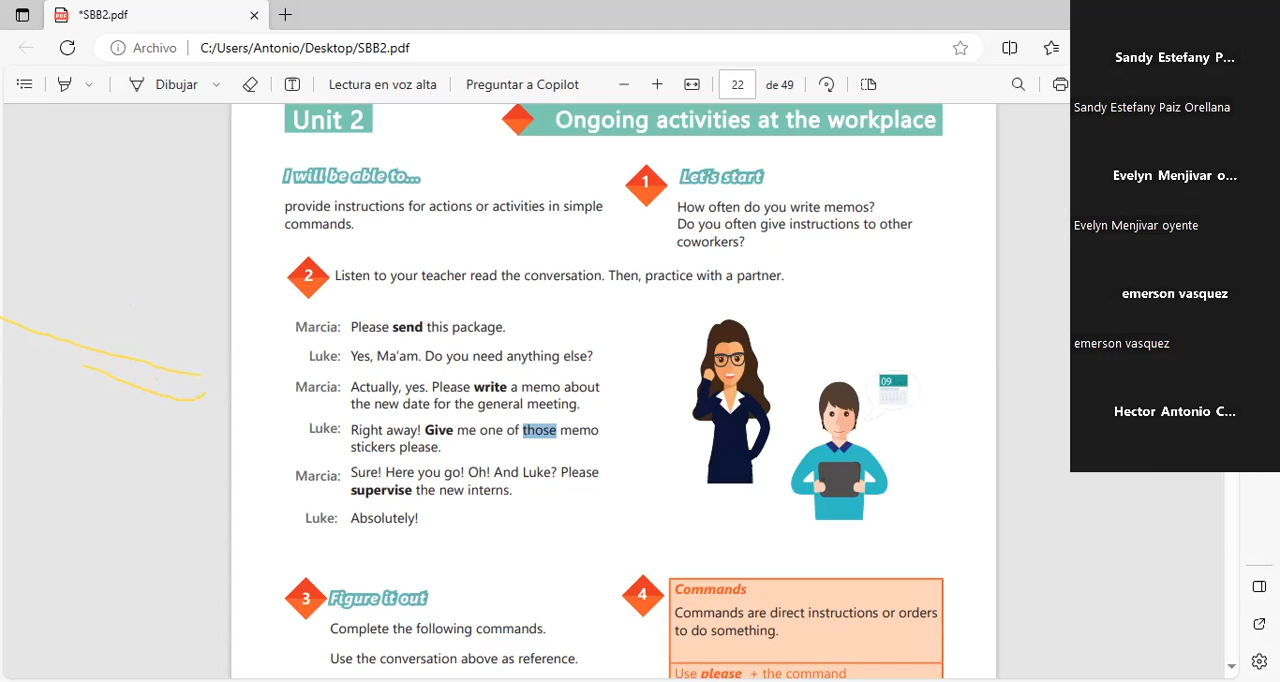 *SBB2.pdf
Archivo
C:/Users/Antonio/Desktop/SBB2.pdf
Dibujar
Lectura en voz alta
Preguntar a Copilot
22
de 49
Unit 2
Ongoing activities at the workplace
I will be able to...
provide instructions for actions or activities in simple
commands.
1
Let's start
How often do you write memos?
Do you often give instructions to other
coworkers?
2
Listen to your teacher read the conversation. Then, practice with a partner.
Marcia: Please send this package.
Luke: Yes, Ma'am. Do you need anything else?
Marcia: Actually, yes. Please write a memo about
the new date for the general meeting.
Luke: Right away! Give me one of those memo
stickers please.
Marcia: Sure! Here you go! Oh! And Luke? Please
supervise the new interns.
Luke: Absolutely!
09
3
Figure it out
Complete the following commands.
Use the conversation above as reference.
4
Commands
Commands are direct instructions or orders
to do something.
Use please + the command
Sandy Estefany P...
Sandy Estefany Paiz Orellana
Evelyn Menjivar o...
Evelyn Menjivar oyente
emerson vasquez
emerson vasquez
Hector Antonio C...